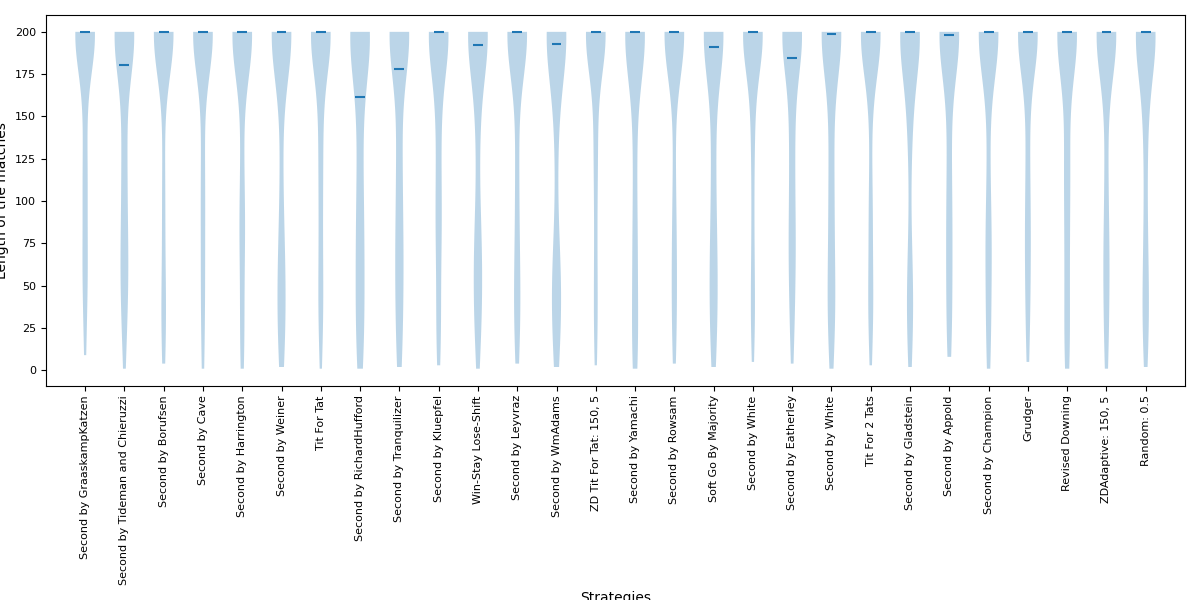 Length of the matches
200
175
150
125
100
75
50
25
0
Second by GraaskampKatzen
Second by Tideman and Chieruzzi
Second by Borufsen
Second by Cave
Second by Harrington
Second by Weiner
Tit For Tat
Second by RichardHufford
Second by Tranquilizer
Second by Kluepfel
Win-Stay Lose-Shift
Second by Leyvraz
Second by WmAdams
ZD Tit For Tat: 150, 5
Second by Yamachi
Second by Rowsam
Soft Go By Majority
Second by White
Second by Eatherley
Second by White
Tit For 2 Tats
Second by Gladstein
Second by Appold
Second by Champion
Grudger
Revised Downing
ZDAdaptive: 150, 5
Random: 0.5
Strategies